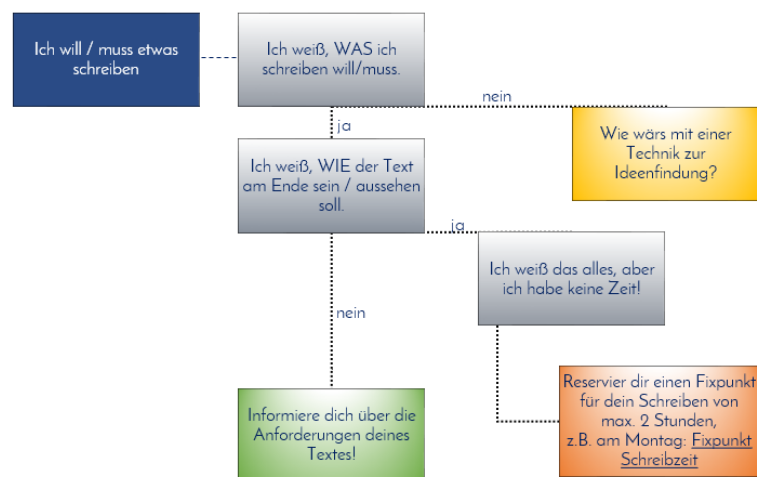 Ich will / muss etwas
schreiben
Ich weiß, WAS ich
schreiben will/muss.
nein
ja
Wie wärs mit einer
Technik zur
Ideenfindung?
Ich weiß, WIE der Text
am Ende sein / aussehen
soll.
ja
Ich weiß das alles, aber
ich habe keine Zeit!
nein
Informiere dich über die
Anforderungen deines
Textes!
Reservier dir einen Fixpunkt
für dein Schreiben von
max. 2 Stunden,
z.B. am Montag: Fixpunkt
Schreibzeit